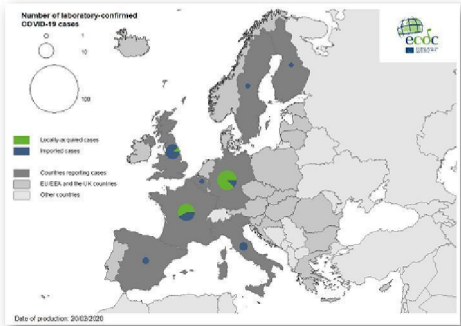 Number of laboratory-confirmed
COVID-19 cases
1
10
100
Locally-acquired cases
Imported cases
Countries reporting cases
EU/EEA and the UK countries
Other countries
ecdc
Date of production: 20/03/2020